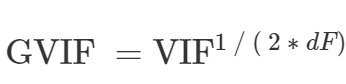 GVIF = VIF^{1 / ( 2 * dF)}